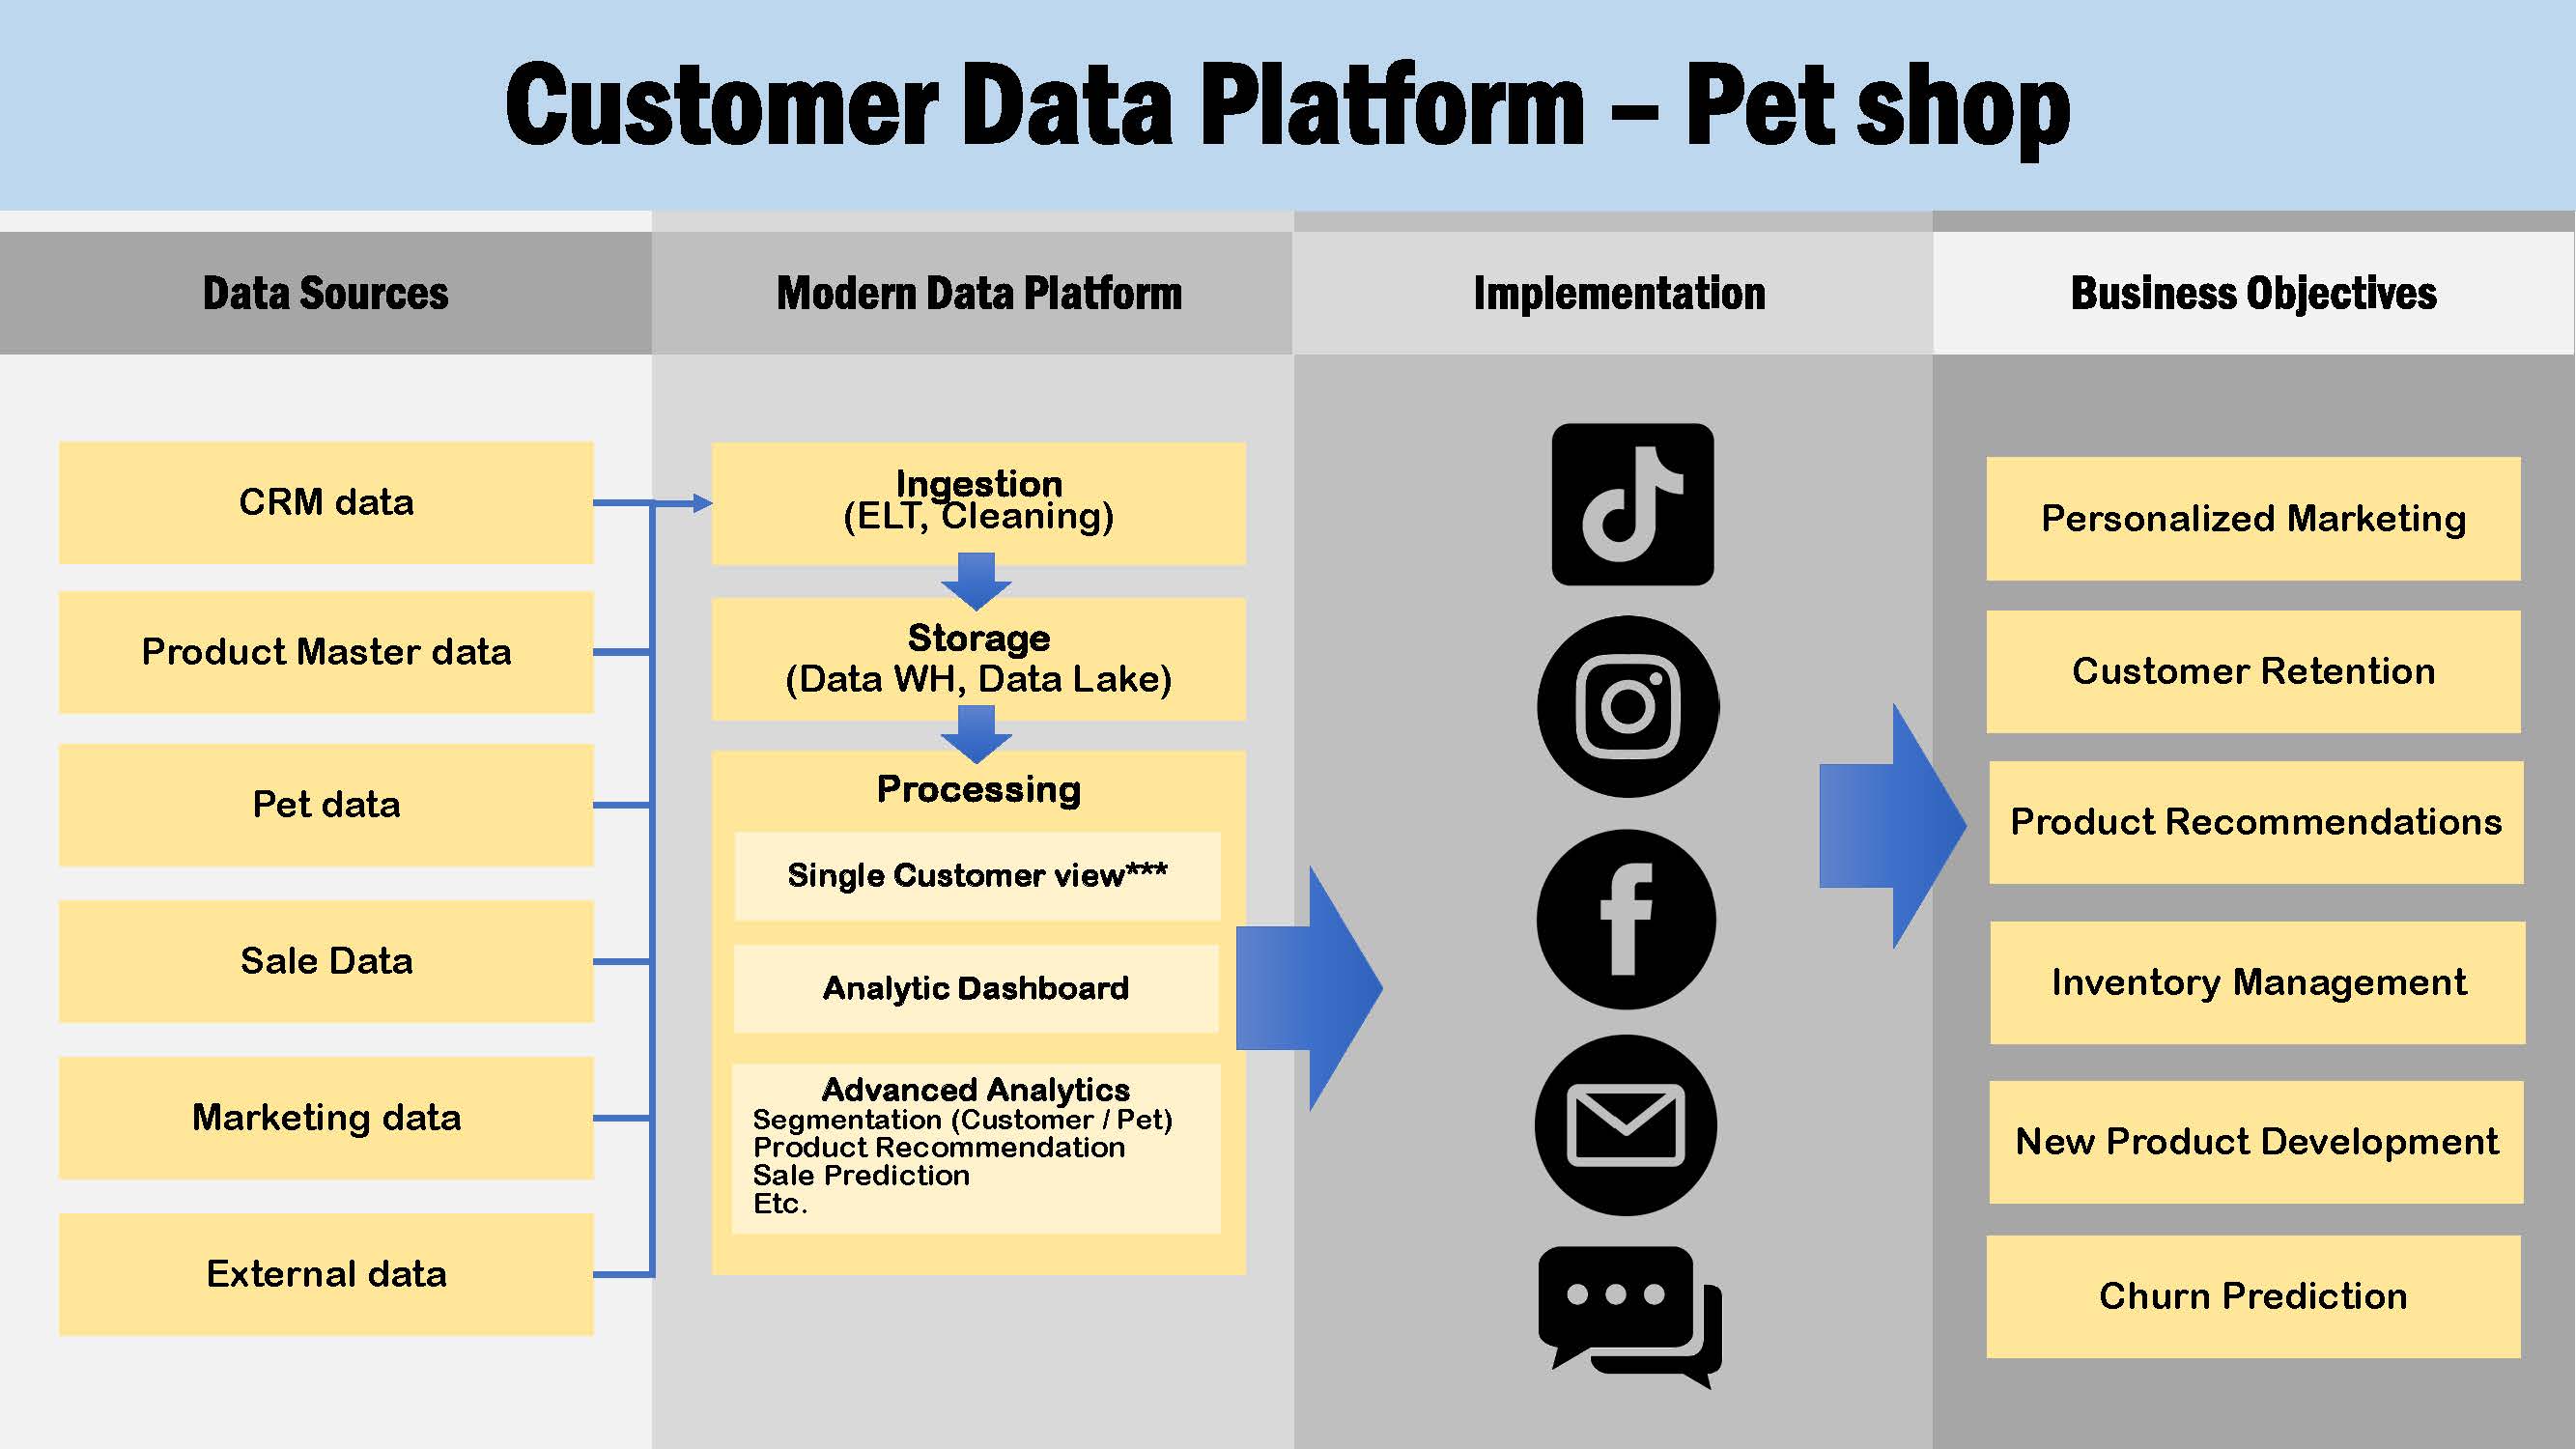 Customer Data Platform – Pet shop
Data Sources
Modern Data Platform
Implementation
Business Objectives
CRM data
Product Master data
Pet data
Sale Data
Marketing data
External data
Ingestion
(ELT, Cleaning)
Storage
(Data WH, Data Lake)
Processing
Single Customer view***
Analytic Dashboard
Advanced Analytics
Segmentation (Customer / Pet)
Product Recommendation
Sale Prediction
Etc.
Personalized Marketing
Customer Retention
Product Recommendations
Inventory Management
New Product Development
Churn Prediction